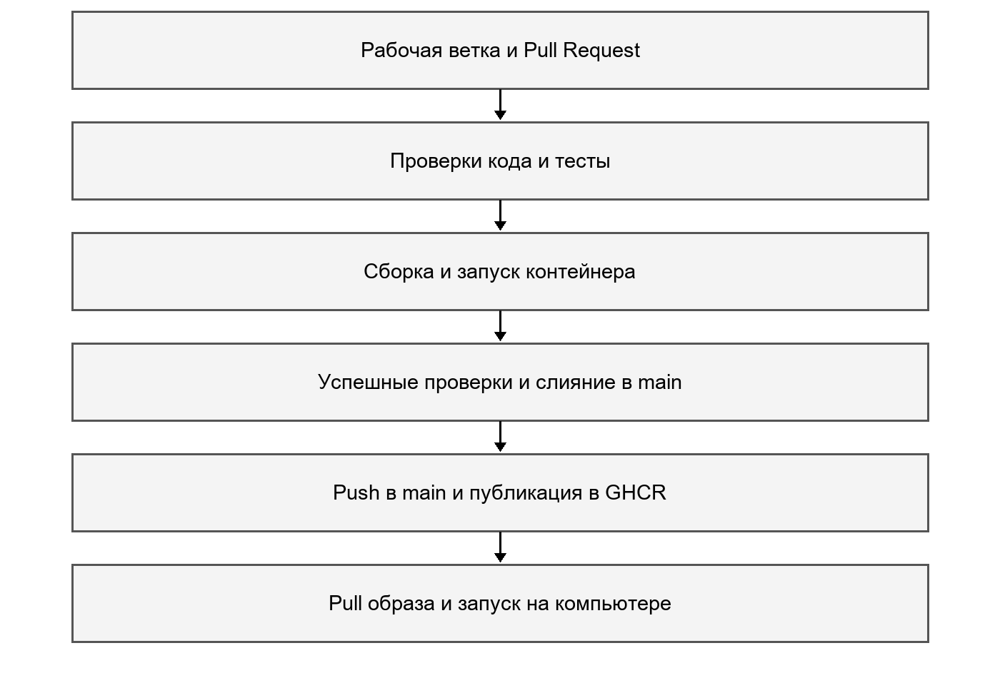 Рабочая ветка и Pull Request
Проверки кода и тесты
Сборка и запуск контейнера
Успешные проверки и слияние в main
Push в main и публикация в GHCR
Pull образа и запуск на компьютере